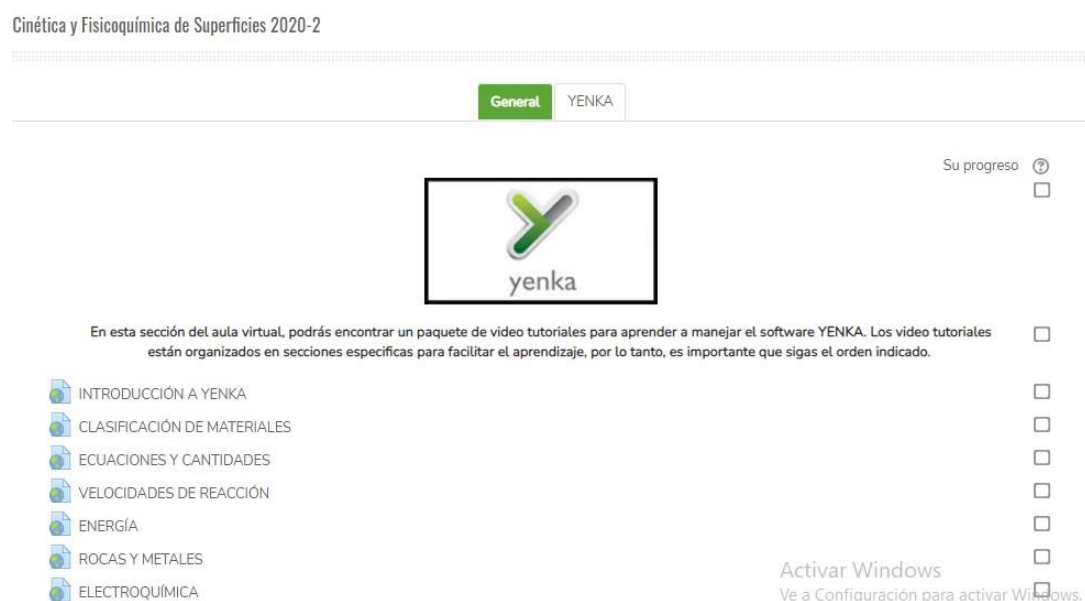 Cinética y Fisicoquímica de Superficies 2020-2
General YENKA
Su progreso
yenka
En esta sección del aula virtual, podrás encontrar un paquete de video tutoriales para aprender a manejar el software YENKA. Los video tutoriales
están organizados en secciones especificas para facilitar el aprendizaje, por lo tanto, es importante que sigas el orden indicado.
INTRODUCCIÓN A YENKA
CLASIFICACIÓN DE MATERIALES
ECUACIONES Y CANTIDADES
VELOCIDADES DE REACCIÓN
ENERGÍA
ROCAS Y METALES
ELECTROQUÍMICA
Activar Windows
Ve a Configuración para activar Windows.